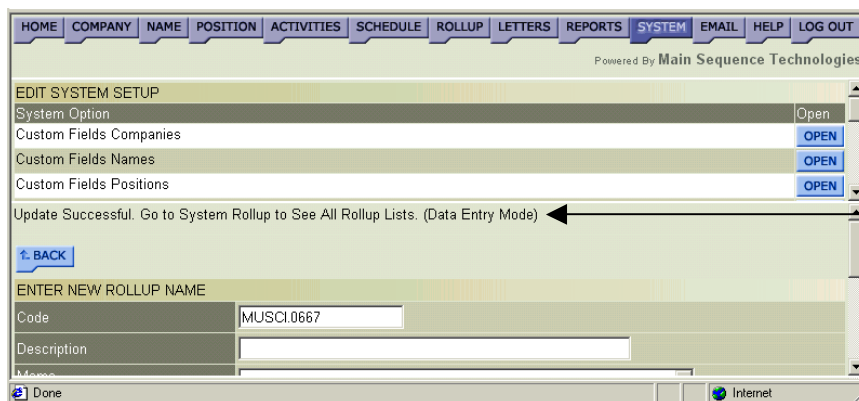 HOME COMPANY NAME POSITION ACTIVITIES SCHEDULE ROLLUP LETTERS REPORTS SYSTEM EMAIL HELP LOG OUT
Powered By Main Sequence Technologies
EDIT SYSTEM SETUP
System Option Open
Custom Fields Companies OPEN
Custom Fields Names OPEN
Custom Fields Positions OPEN
Update Successful. Go to System Rollup to See All Rollup Lists. (Data Entry Mode)
BACK
ENTER NEW ROLLUP NAME
Code MUSCI.0667
Description
Memo
Done Internet